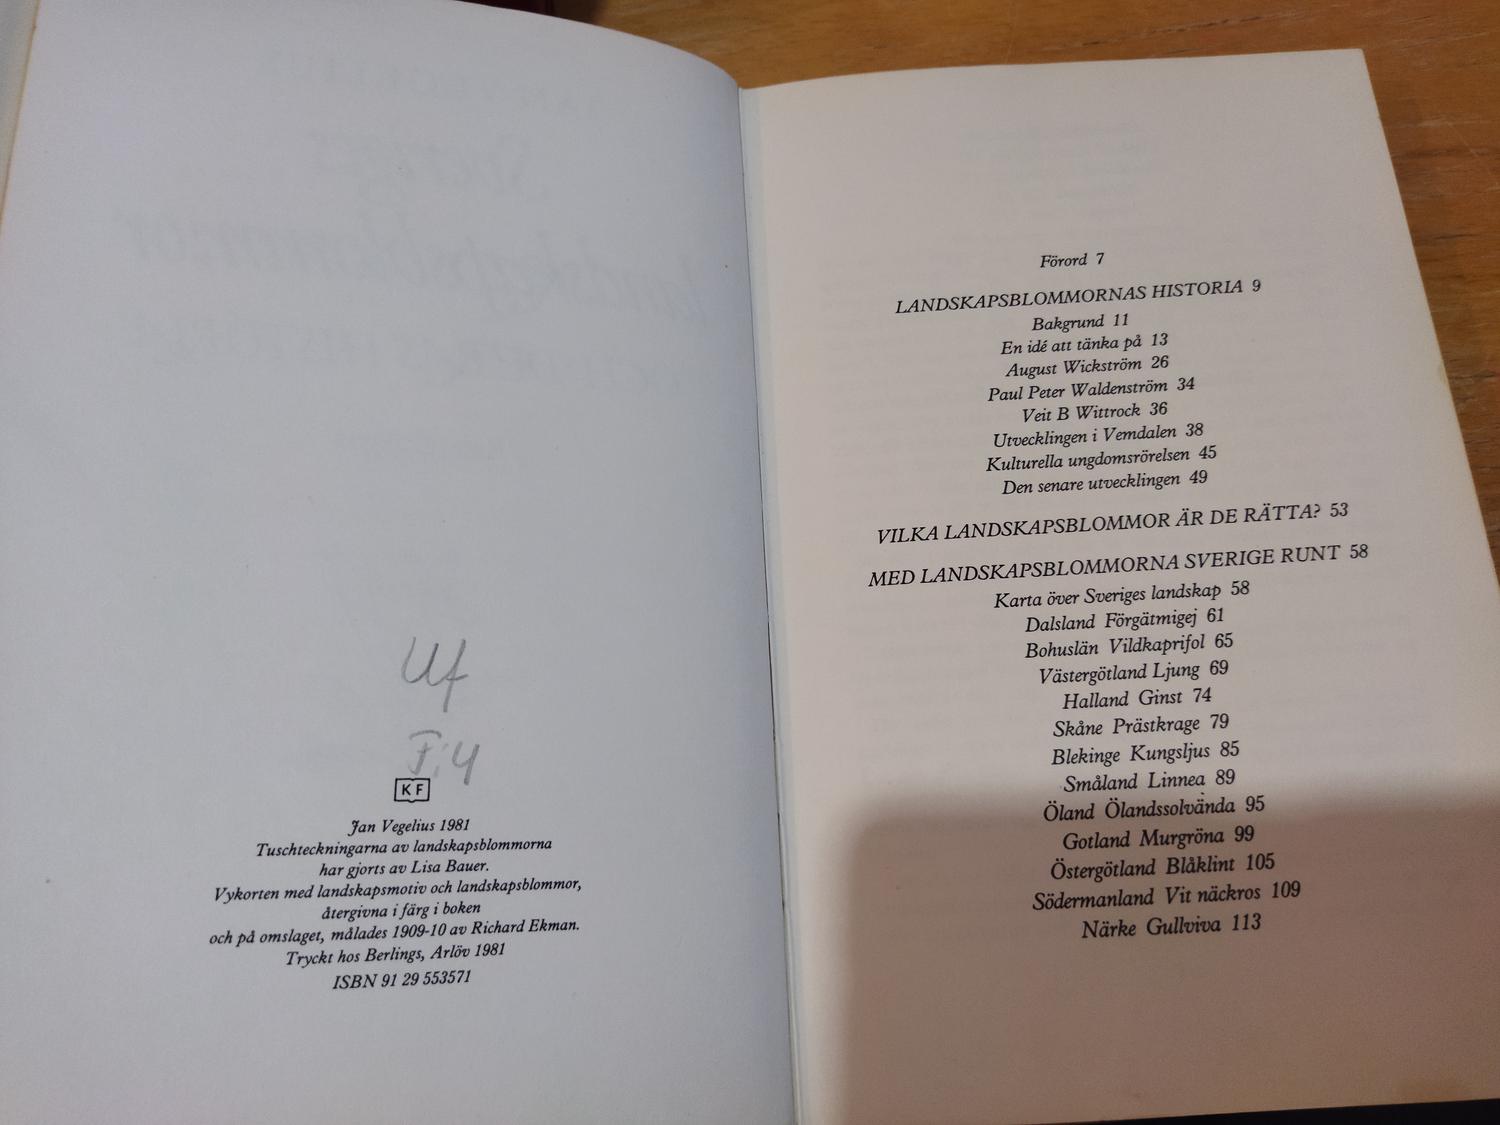 Uf
F:4
KF
Jan Vegelius 1981
Tuschteckningarna av landskapsblommorna
har gjorts av Lisa Bauer.
Vykorten med landskapsmotiv och landskapsblommor,
återgivna i färg i boken
och på omslaget, målades 1909-10 av Richard Ekman.
Tryckt hos Berlings, Arlöv 1981
ISBN 91 29 553571
Förord 7
LANDSKAPSBLOMMORNAS HISTORIA 9
Bakgrund 11
En idé att tänka på 13
August Wickström 26
Paul Peter Waldenström 34
Veit B Wittrock 36
Utvecklingen i Vemdalen 38
Kulturella ungdomsrörelsen 45
Den senare utvecklingen 49
VILKA LANDSKAPSBLOMMOR ÄR DE RÄTTA? 53
MED LANDSKAPSBLOMMORNA SVERIGE RUNT 58
Karta över Sveriges landskap 58
Dalsland Förgätmigej 61
Bohuslän Vildkaprifol 65
Västergötland Ljung 69
Halland Ginst 74
Skåne Prästkrage 79
Blekinge Kungsljus 85
Småland Linnea 89
Öland Ölandssolvända 95
Gotland Murgröna 99
Östergötland Blåklint 105
Södermanland Vit näckros 109
Närke Gullviva 113